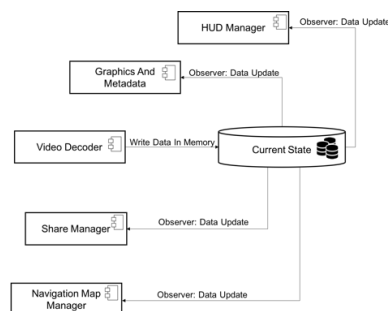 HUD Manager
Observer: Data Update
Graphics And
Metadata
Observer: Data Update
Video Decoder
Write Data In Memory
Current State
Share Manager
Observer: Data Update
Navigation Map
Manager
Observer: Data Update